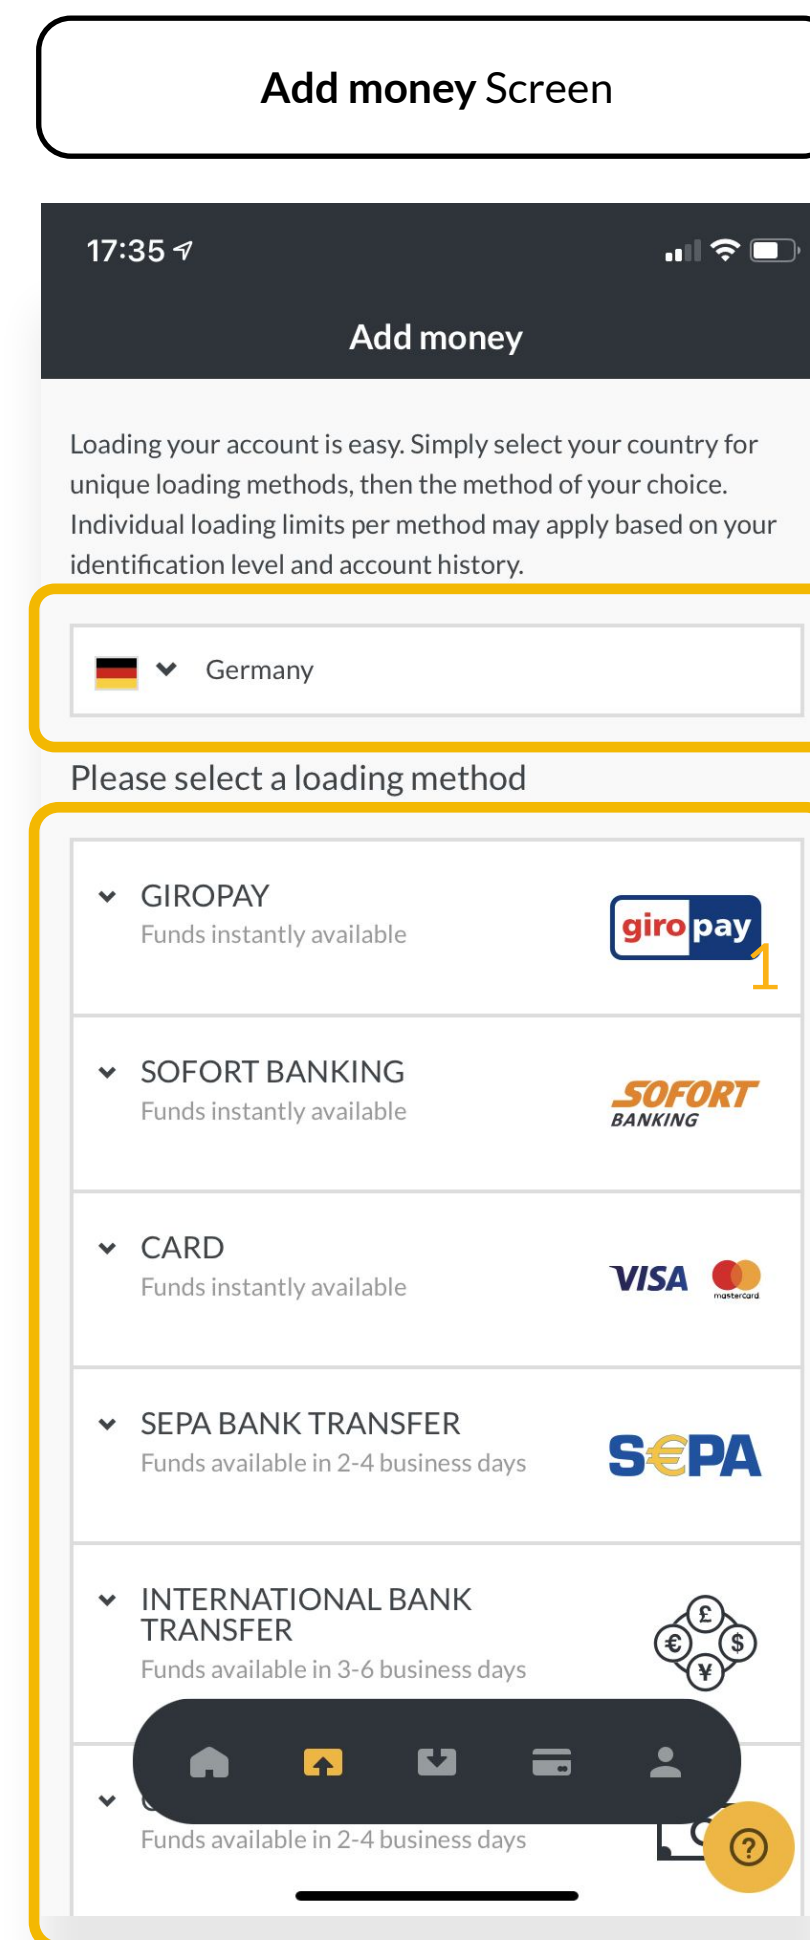 Add money Screen
17:35
Add money
Loading your account is easy. Simply select your country for
unique loading methods, then the method of your choice.
Individual loading limits per method may apply based on your
identification level and account history.
Germany
Please select a loading method
GIROPAY
Funds instantly available
giropay
1
SOFORT BANKING
Funds instantly available
SOFORT
BANKING
CARD
Funds instantly available
VISA
mastercard
SEPA BANK TRANSFER
Funds available in 2-4 business days
S€PA
INTERNATIONAL BANK
TRANSFER
Funds available in 3-6 business days
£
€ $
¥
Funds available in 2-4 business days
?